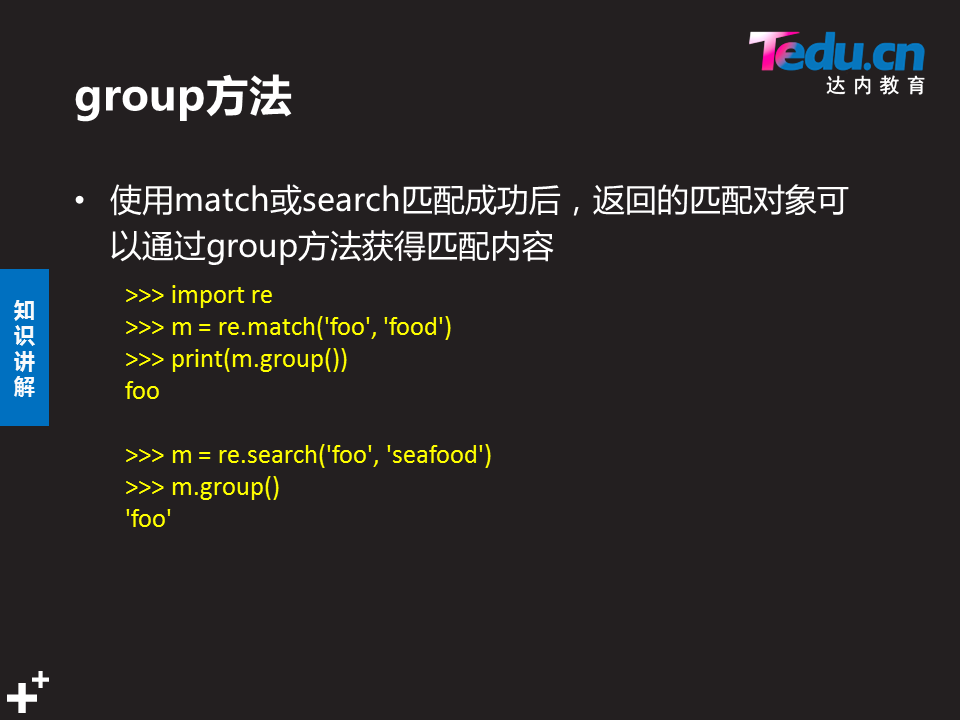 Tedu.cn
达内教育
group方法
• 使用match或search匹配成功后，返回的匹配对象可
以通过group方法获得匹配内容
>>> import re
>>> m = re.match('foo', 'food')
>>> print(m.group())
foo
>>> m = re.search('foo', 'seafood')
>>> m.group()
'foo'
知
识
讲
解